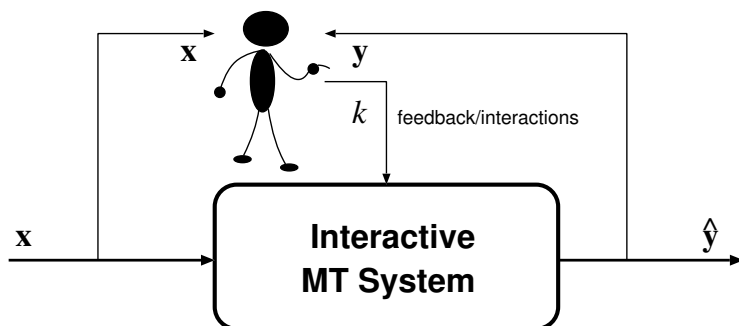 x y
k feedback/interactions
x Interactive ŷ
MT System